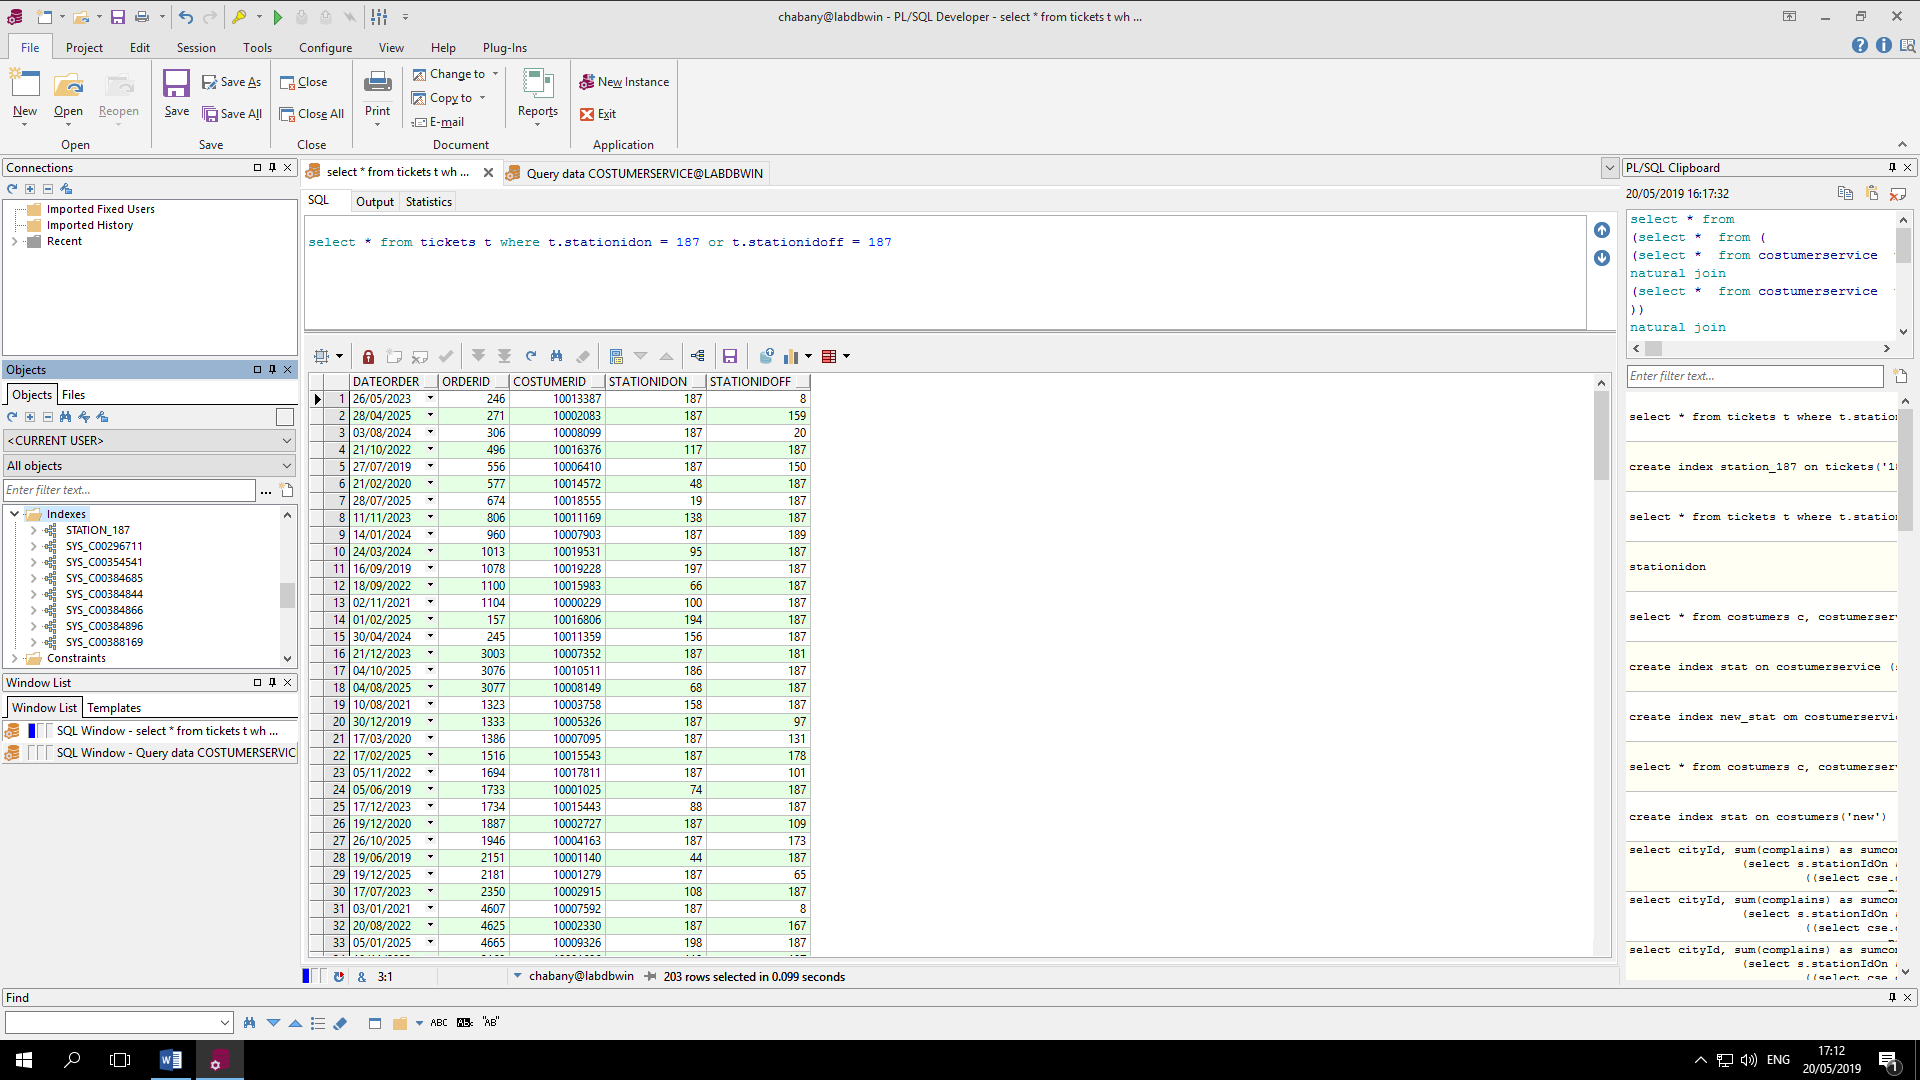 chabany@labdbwin - PL/SQL Developer - select * from tickets t wh ...
File Project Edit Session Tools Configure View Help Plug-Ins
New Open Reopen Save Save As Save All Close Close All Print Change to Copy to E-mail Reports New Instance Exit
Open Save Close Document Application
Connections
Imported Fixed Users
Imported History
Recent
Objects
Objects Files
<CURRENT USER>
All objects
Enter filter text...
Indexes
STATION_187
SYS_C00296711
SYS_C00354541
SYS_C00384685
SYS_C00384844
SYS_C00384866
SYS_C00384896
SYS_C00388169
Constraints
Window List
Window List Templates
SQL Window - select * from tickets t wh ...
SQL Window - Query data COSTUMERSERVIC
select * from tickets t wh ... Query data COSTUMERSERVICE@LABDBWIN
SQL Output Statistics
select * from tickets t where t.stationidon = 187 or t.stationidoff = 187
DATEORDER ORDERID COSTUMERID STATIONIDON STATIONIDOFF
1 26/05/2023 246 10013387 187 8
2 28/04/2025 271 10002083 187 159
3 03/08/2024 306 10008099 187 20
4 21/10/2022 496 10016376 117 187
5 27/07/2019 556 10006410 187 150
6 21/02/2020 577 10014572 48 187
7 28/07/2025 674 10018555 19 187
8 11/11/2023 806 10011169 138 187
9 14/01/2024 960 10007903 187 189
10 24/03/2024 1013 10019531 95 187
11 16/09/2019 1078 10019228 197 187
12 18/09/2022 1100 10015983 66 187
13 02/11/2021 1104 10000229 100 187
14 01/02/2025 157 10016806 194 187
15 30/04/2024 245 10011359 156 187
16 21/12/2023 3003 10007352 187 181
17 04/10/2025 3076 10010511 186 187
18 04/08/2025 3077 10008149 68 187
19 10/08/2021 1323 10003758 158 187
20 30/12/2019 1333 10005326 187 97
21 17/03/2020 1386 10007095 187 131
22 17/02/2025 1516 10015543 187 178
23 05/11/2022 1694 10017811 187 101
24 05/06/2019 1733 10001025 74 187
25 17/12/2023 1734 10015443 88 187
26 19/12/2020 1887 10002727 187 109
27 26/10/2025 1946 10004163 187 173
28 19/06/2019 2151 10001140 44 187
29 19/12/2025 2181 10001279 187 65
30 17/07/2023 2350 10002915 108 187
31 03/01/2021 4607 10007592 187 8
32 20/08/2022 4625 10002330 187 167
33 05/01/2025 4665 10009326 198 187
& 3:1 chabany@labdbwin 203 rows selected in 0.099 seconds
PL/SQL Clipboard
20/05/2019 16:17:32
select * from
(select * from (
(select * from costumerservice
natural join
(select * from costumerservice
))
natural join
Enter filter text...
select * from tickets t where t.statio
create index station_187 on tickets('1
select * from tickets t where t.statio
stationidon
select * from costumers c, costumerser
create index stat on costumerservice (
create index new_stat om costumerservi
select * from costumers c, costumerser
create index stat on costumers('new')
select cityId, sum(complains) as sumco
(select s.stationIdOn
((select cse.
select cityId, sum(complains) as sumco
(select s.stationIdOn
((select cse.
select cityId, sum(complains) as sumco
(select s.stationIdOn
((select cse.
Find
ABC AB "AB"
ENG
17:12
20/05/2019
1